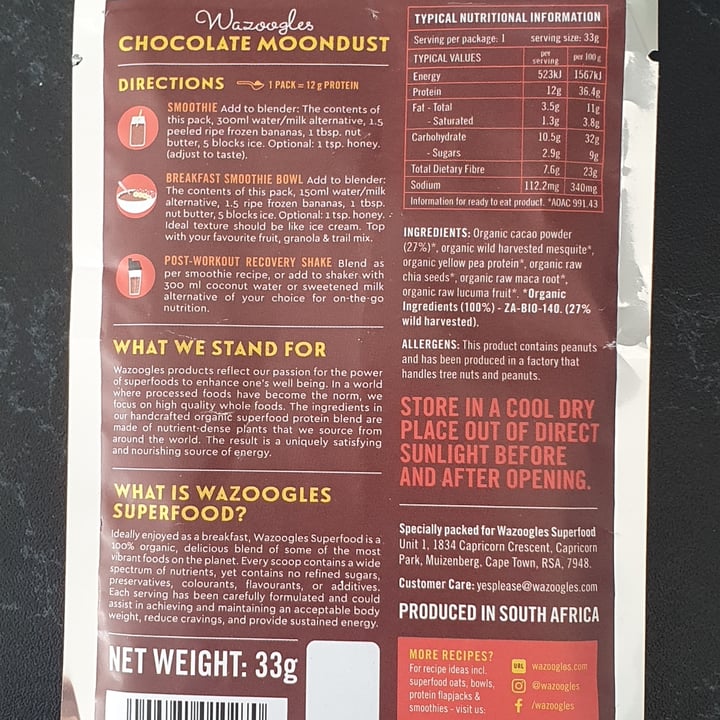 Wazoogles
CHOCOLATE MOONDUST
DIRECTIONS 1 PACK = 12 g PROTEIN
SMOOTHIE Add to blender: The contents of
this pack, 300ml water/milk alternative, 1.5
peeled ripe frozen bananas, 1 tbsp. nut
butter, 5 blocks ice. Optional: 1 tsp. honey.
(adjust to taste).
BREAKFAST SMOOTHIE BOWL Add to blender:
The contents of this pack, 150ml water/milk
alternative, 1.5 ripe frozen bananas, 1 tbsp.
nut butter, 5 blocks ice. Optional: 1 tsp. honey.
Ideal texture should be like ice cream. Top
with your favourite fruit, granola & trail mix.
POST-WORKOUT RECOVERY SHAKE Blend as
per smoothie recipe, or add to shaker with
300 ml coconut water or sweetened milk
alternative of your choice for on-the-go
nutrition.
WHAT WE STAND FOR
Wazoogles products reflect our passion for the power
of superfoods to enhance one's well being. In a world
where processed foods have become the norm, we
focus on high quality whole foods. The ingredients in
our handcrafted organic superfood protein blend are
made of nutrient-dense plants that we source from
around the world. The result is a uniquely satisfying
and nourishing source of energy.
WHAT IS WAZOOGLES
SUPERFOOD?
Ideally enjoyed as a breakfast, Wazoogles Superfood is a
100% organic, delicious blend of some of the most
vibrant foods on the planet. Every scoop contains a wide
spectrum of nutrients, yet contains no refined sugars,
preservatives, colourants, flavourants, or additives.
Each serving has been carefully formulated and could
assist in achieving and maintaining an acceptable body
weight, reduce cravings, and provide sustained energy.
NET WEIGHT: 33g
TYPICAL NUTRITIONAL INFORMATION
Serving per package: 1 serving size: 33g
TYPICAL VALUES per serving per 100 g
Energy 523kJ 1567kJ
Protein 12g 36.4g
Fat - Total 3.5g 11g
- Saturated 1.3g 3.8g
Carbohydrate 10.5g 32g
- Sugars 2.9g 9g
Total Dietary Fibre 7.6g 23g
Sodium 112.2mg 340mg
Information for ready to eat product. *AOAC 991.43
INGREDIENTS: Organic cacao powder
(27%)*, organic wild harvested mesquite*,
organic yellow pea protein*, organic raw
chia seeds*, organic raw maca root*,
organic raw lucuma fruit*. *Organic
Ingredients (100%) - ZA-BIO-140. (27%
wild harvested).
ALLERGENS: This product contains peanuts
and has been produced in a factory that
handles tree nuts and peanuts.
STORE IN A COOL DRY
PLACE OUT OF DIRECT
SUNLIGHT BEFORE
AND AFTER OPENING.
Specially packed for Wazoogles Superfood
Unit 1, 1834 Capricorn Crescent, Capricorn
Park, Muizenberg, Cape Town, RSA, 7948.
Customer Care: yesplease@wazoogles.com
PRODUCED IN SOUTH AFRICA
MORE RECIPES?
For recipe ideas incl.
superfood oats, bowls,
protein flapjacks &
smoothies - visit us:
URL wazoogles.com
@wazoogles
/wazoogles